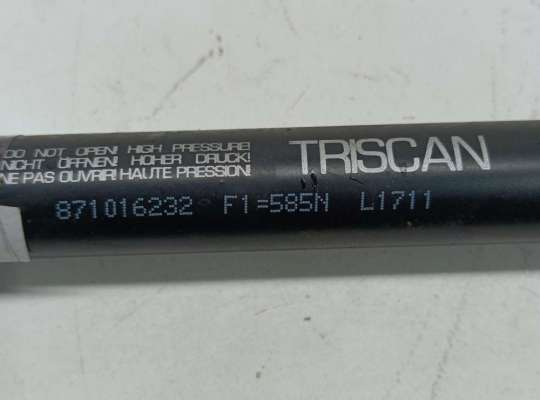 DO NOT OPEN! HIGH PRESSURE!
NICHT ÖFFNEN! HOHER DRUCK!
NE PAS OUVRIR! HAUTE PRESSION!
TRISCAN
871016232 F1=585N L1711